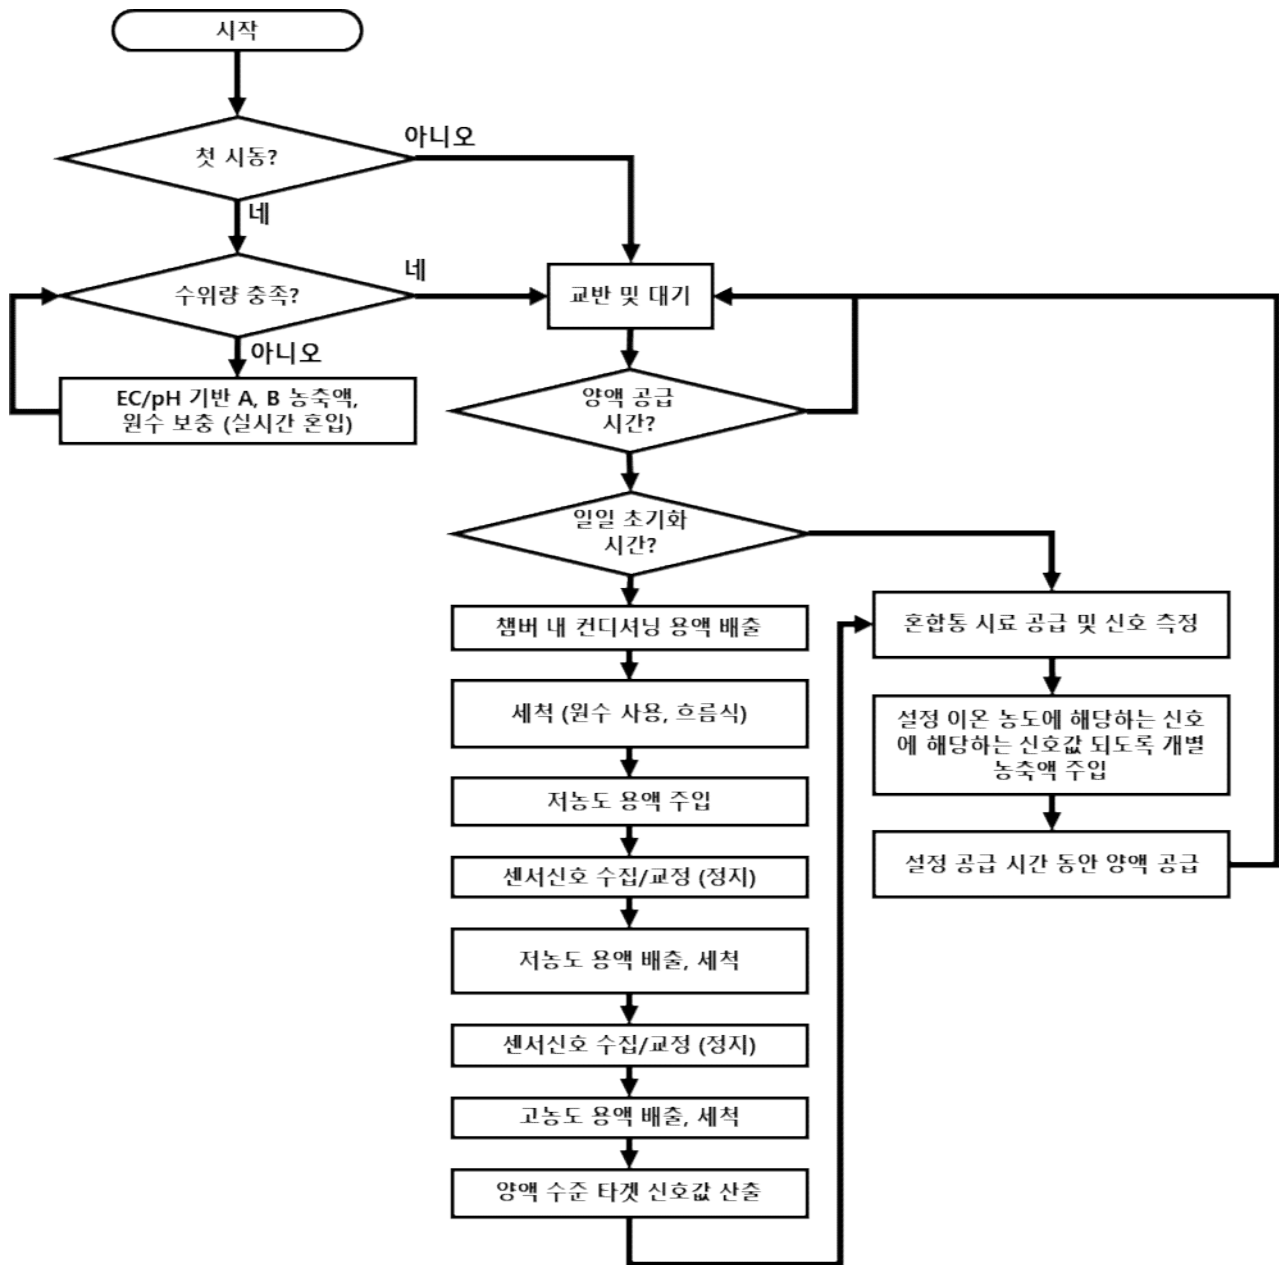 시작
첫 시동?
아니오
네
수위량 충족?
네
아니오
EC/pH 기반 A, B 농축액,
원수 보충 (실시간 혼입)
교반 및 대기
양액 공급
시간?
일일 초기화
시간?
챔버 내 컨디셔닝 용액 배출
세척 (원수 사용, 흐름식)
저농도 용액 주입
센서신호 수집/교정 (정지)
저농도 용액 배출, 세척
센서신호 수집/교정 (정지)
고농도 용액 배출, 세척
양액 수준 타겟 신호값 산출
혼합통 시료 공급 및 신호 측정
설정 이온 농도에 해당하는 신호
에 해당하는 신호값 되도록 개별
농축액 주입
설정 공급 시간 동안 양액 공급